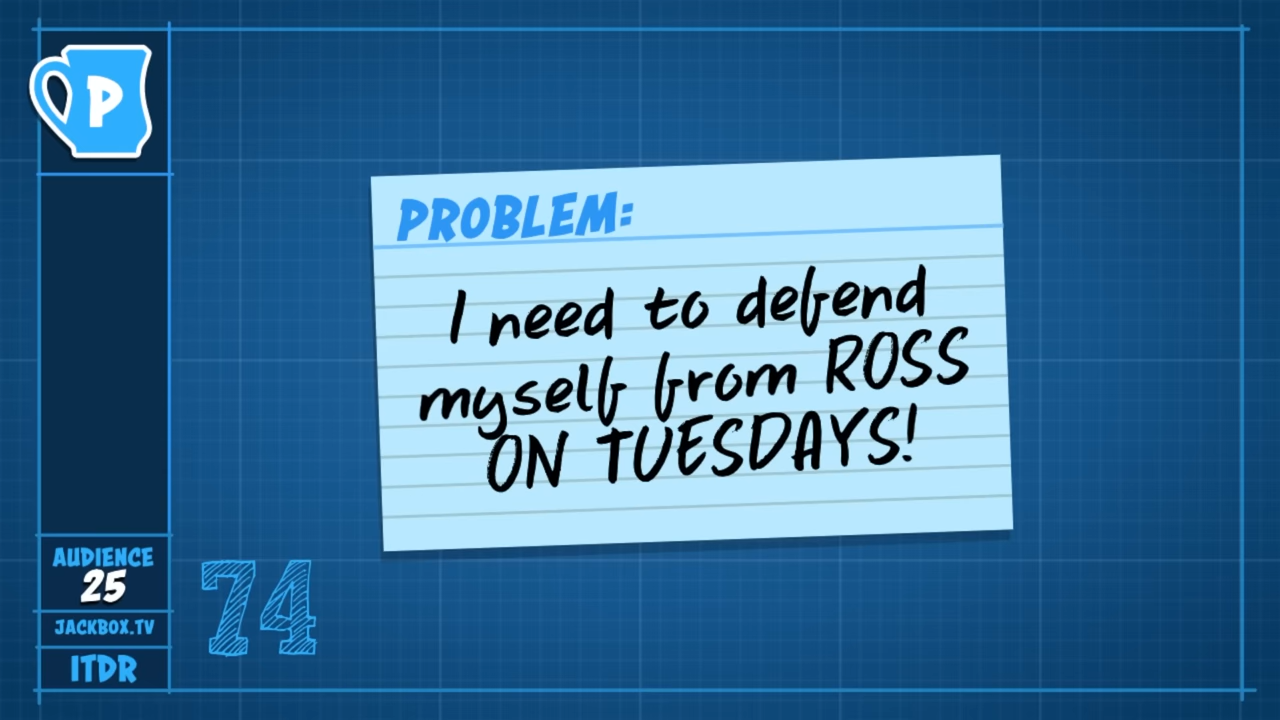 P
PROBLEM:
I need to defend
myself from ROSS
ON TUESDAYS!
AUDIENCE
25
JACKBOX.TV
ITDR
74